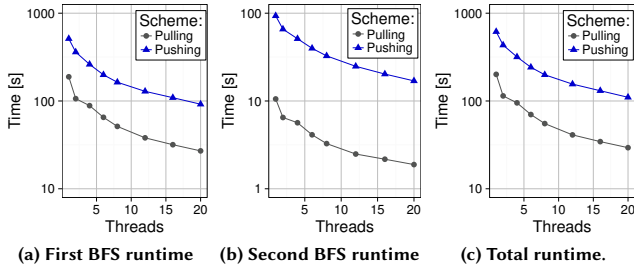 Scheme:
Pulling
Pushing
1000
100
10
Time [s]
5 10 15 20
Threads
(a) First BFS runtime
Scheme:
Pulling
Pushing
100
10
1
Time [s]
5 10 15 20
Threads
(b) Second BFS runtime
Scheme:
Pulling
Pushing
1000
100
10
Time [s]
5 10 15 20
Threads
(c) Total runtime.